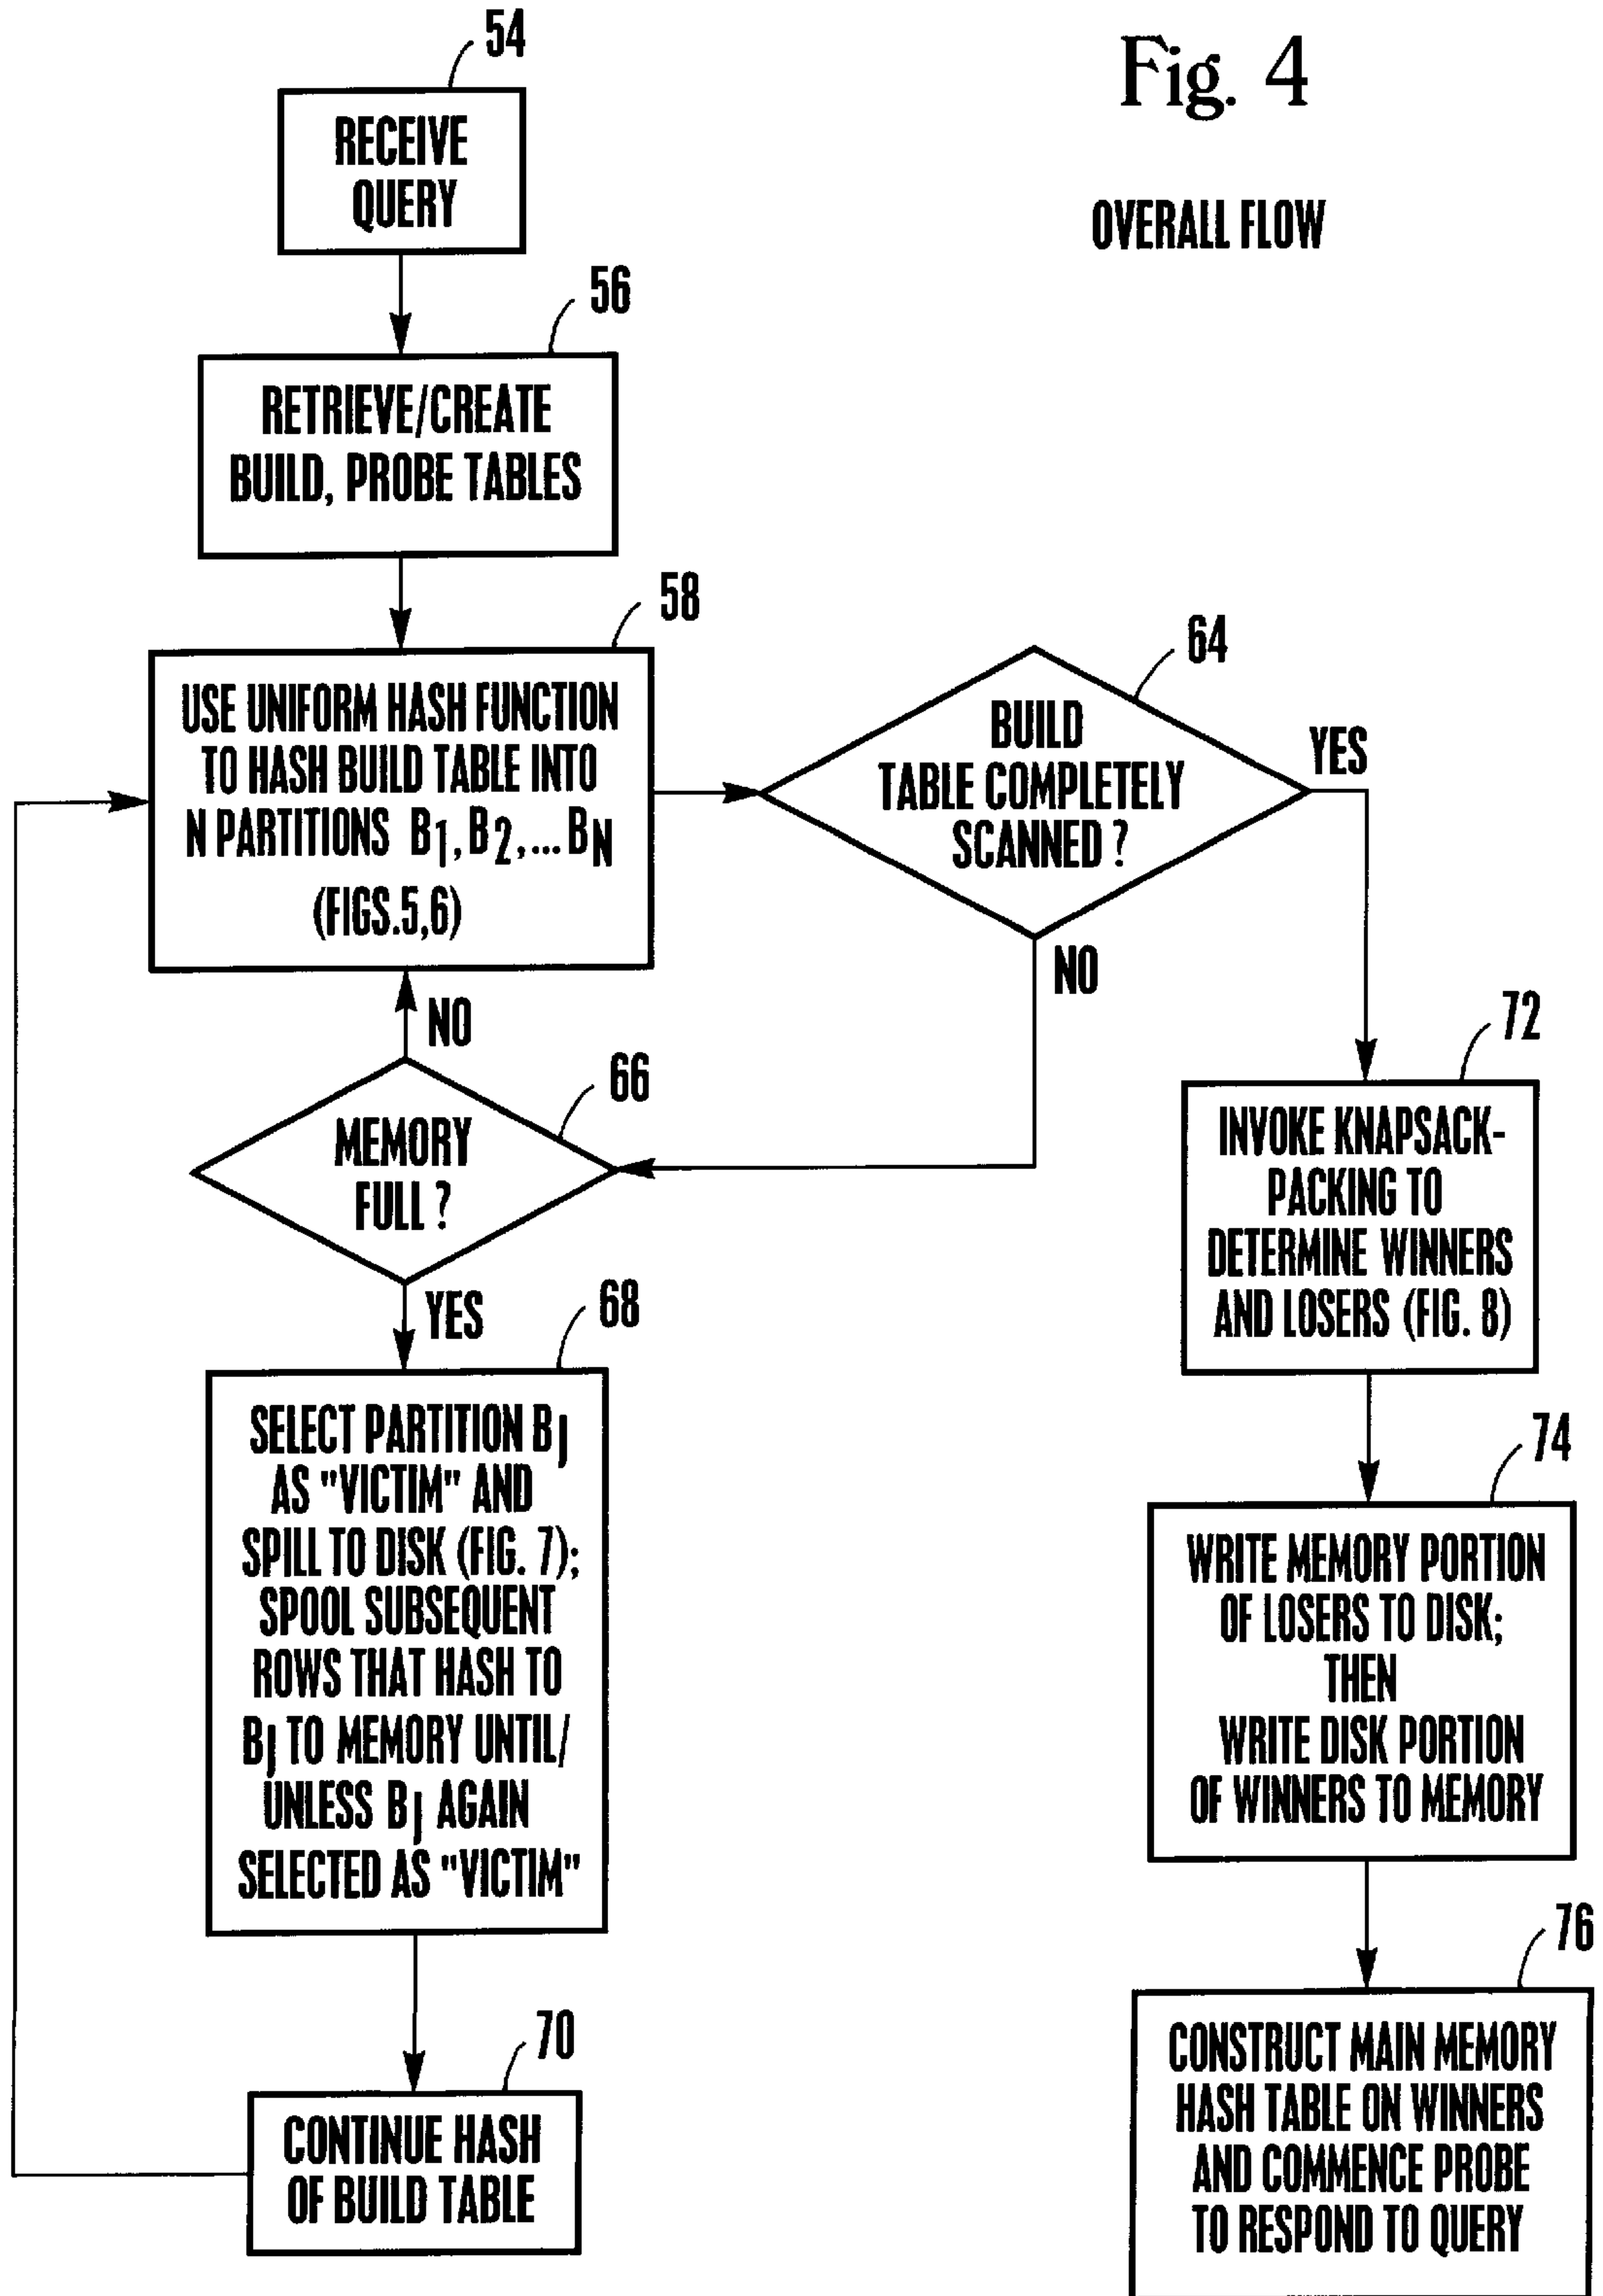 Fig. 4
OVERALL FLOW
54
RECEIVE
QUERY
56
RETRIEVE/CREATE
BUILD, PROBE TABLES
58
USE UNIFORM HASH FUNCTION
TO HASH BUILD TABLE INTO
N PARTITIONS B1, B2, ... BN
(FIGS.5,6)
64
BUILD
TABLE COMPLETELY
SCANNED ?
YES
NO
NO
66
MEMORY
FULL ?
YES
68
SELECT PARTITION Bj
AS "VICTIM" AND
SPILL TO DISK (FIG. 7);
SPOOL SUBSEQUENT
ROWS THAT HASH TO
Bj TO MEMORY UNTIL/
UNLESS Bj AGAIN
SELECTED AS "VICTIM"
70
CONTINUE HASH
OF BUILD TABLE
72
INVOKE KNAPSACK-
PACKING TO
DETERMINE WINNERS
AND LOSERS (FIG. 8)
74
WRITE MEMORY PORTION
OF LOSERS TO DISK;
THEN
WRITE DISK PORTION
OF WINNERS TO MEMORY
76
CONSTRUCT MAIN MEMORY
HASH TABLE ON WINNERS
AND COMMENCE PROBE
TO RESPOND TO QUERY